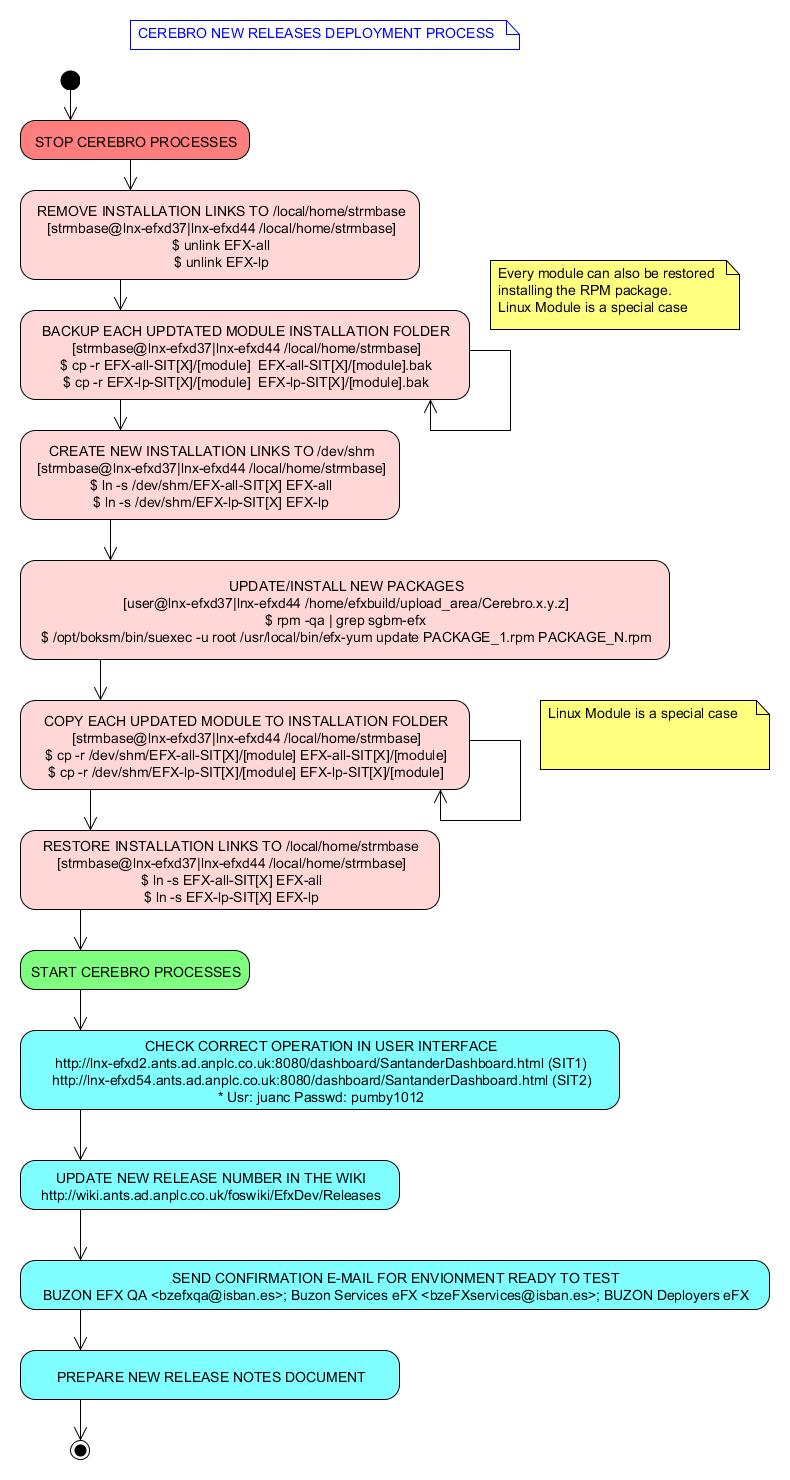 CEREBRO NEW RELEASES DEPLOYMENT PROCESS
STOP CEREBRO PROCESSES
REMOVE INSTALLATION LINKS TO /local/home/strmbase
[strmbase@lnx-efxd37|lnx-efxd44 /local/home/strmbase]
$ unlink EFX-all
$ unlink EFX-lp
Every module can also be restored
installing the RPM package.
Linux Module is a special case
BACKUP EACH UPDTATED MODULE INSTALLATION FOLDER
[strmbase@lnx-efxd37|lnx-efxd44 /local/home/strmbase]
$ cp -r EFX-all-SIT[X]/[module]  EFX-all-SIT[X]/[module].bak
$ cp -r EFX-lp-SIT[X]/[module]  EFX-lp-SIT[X]/[module].bak
CREATE NEW INSTALLATION LINKS TO /dev/shm
[strmbase@lnx-efxd37|lnx-efxd44 /local/home/strmbase]
$ ln -s /dev/shm/EFX-all-SIT[X] EFX-all
$ ln -s /dev/shm/EFX-lp-SIT[X] EFX-lp
UPDATE/INSTALL NEW PACKAGES
[user@lnx-efxd37|lnx-efxd44 /home/efxbuild/upload_area/Cerebro.x.y.z]
$ rpm -qa | grep sgbm-efx
$ /opt/boksm/bin/suexec -u root /usr/local/bin/efx-yum update PACKAGE_1.rpm PACKAGE_N.rpm
COPY EACH UPDATED MODULE TO INSTALLATION FOLDER
[strmbase@lnx-efxd37|lnx-efxd44 /local/home/strmbase]
$ cp -r /dev/shm/EFX-all-SIT[X]/[module] EFX-all-SIT[X]/[module]
$ cp -r /dev/shm/EFX-lp-SIT[X]/[module] EFX-lp-SIT[X]/[module]
Linux Module is a special case
RESTORE INSTALLATION LINKS TO /local/home/strmbase
[strmbase@lnx-efxd37|lnx-efxd44 /local/home/strmbase]
$ ln -s EFX-all-SIT[X] EFX-all
$ ln -s EFX-lp-SIT[X] EFX-lp
START CEREBRO PROCESSES
CHECK CORRECT OPERATION IN USER INTERFACE
http://lnx-efxd2.ants.ad.anplc.co.uk:8080/dashboard/SantanderDashboard.html (SIT1)
http://lnx-efxd54.ants.ad.anplc.co.uk:8080/dashboard/SantanderDashboard.html (SIT2)
* Usr: juanc Passwd: pumby1012
UPDATE NEW RELEASE NUMBER IN THE WIKI
http://wiki.ants.ad.anplc.co.uk/foswiki/EfxDev/Releases
SEND CONFIRMATION E-MAIL FOR ENVIONMENT READY TO TEST
BUZON EFX QA <bzefxqa@isban.es>; Buzon Services eFX <bzeFXservices@isban.es>; BUZON Deployers eFX
PREPARE NEW RELEASE NOTES DOCUMENT